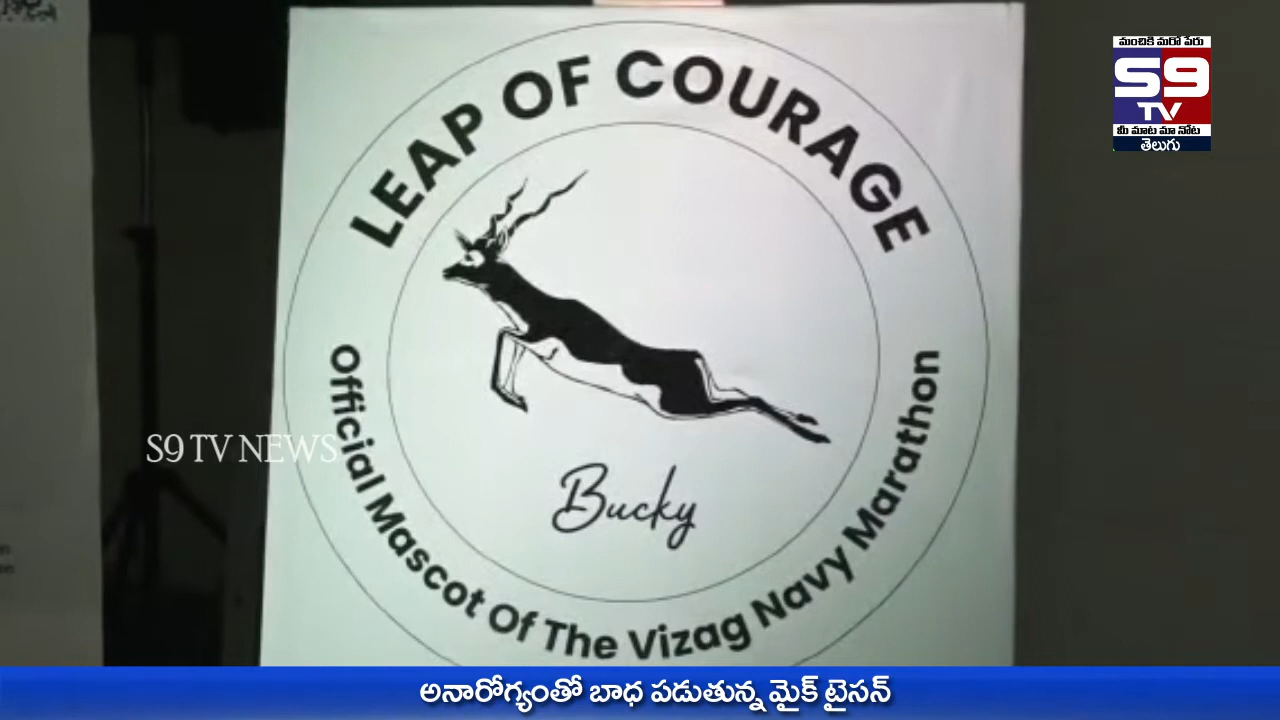 LEAP OF COURAGE
Bucky
Official Mascot Of The Vizag Navy Marathon
మంచికి మరో పేరు
S9
TV
మీ మాట మా నోట
తెలుగు
S9 TV NEWS
అనారోగ్యంతో బాధ పడుతున్న మైక్ టైసన్